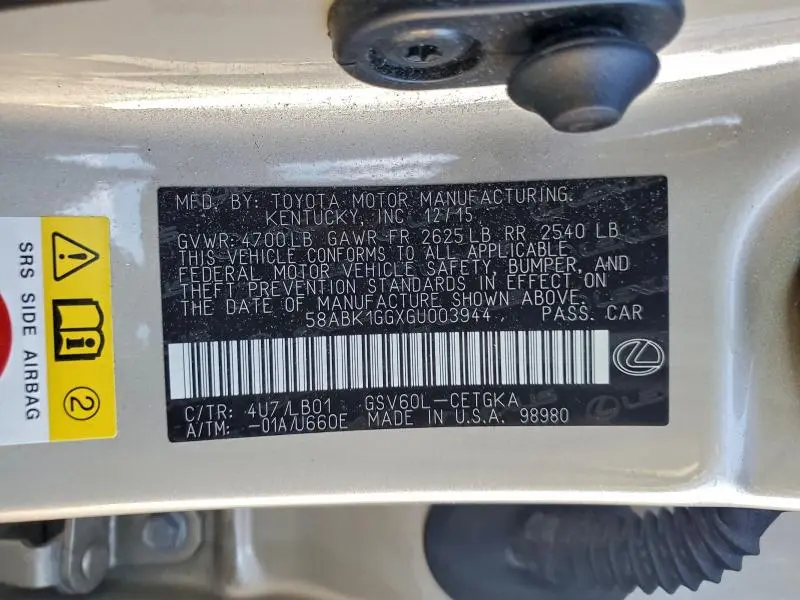 MFD. BY: TOYOTA MOTOR MANUFACTURING.
KENTUCKY, INC 12/15
GVWR: 4700LB GAWR FR 2625LB RR 2540 LB
THIS VEHICLE CONFORMS TO ALL APPLICABLE
FEDERAL MOTOR VEHICLE SAFETY, BUMPER, AND
THEFT PREVENTION STANDARDS IN EFFECT ON
THE DATE OF MANUFACTURE SHOWN ABOVE.
58ABK1GGXGU003944 PASS. CAR
C/TR: 4U7/LB01 GSV60L-CETGKA
A/TM: -01A/U660E MADE IN U.S.A. 98980
SRS SIDE AIRBAG
2